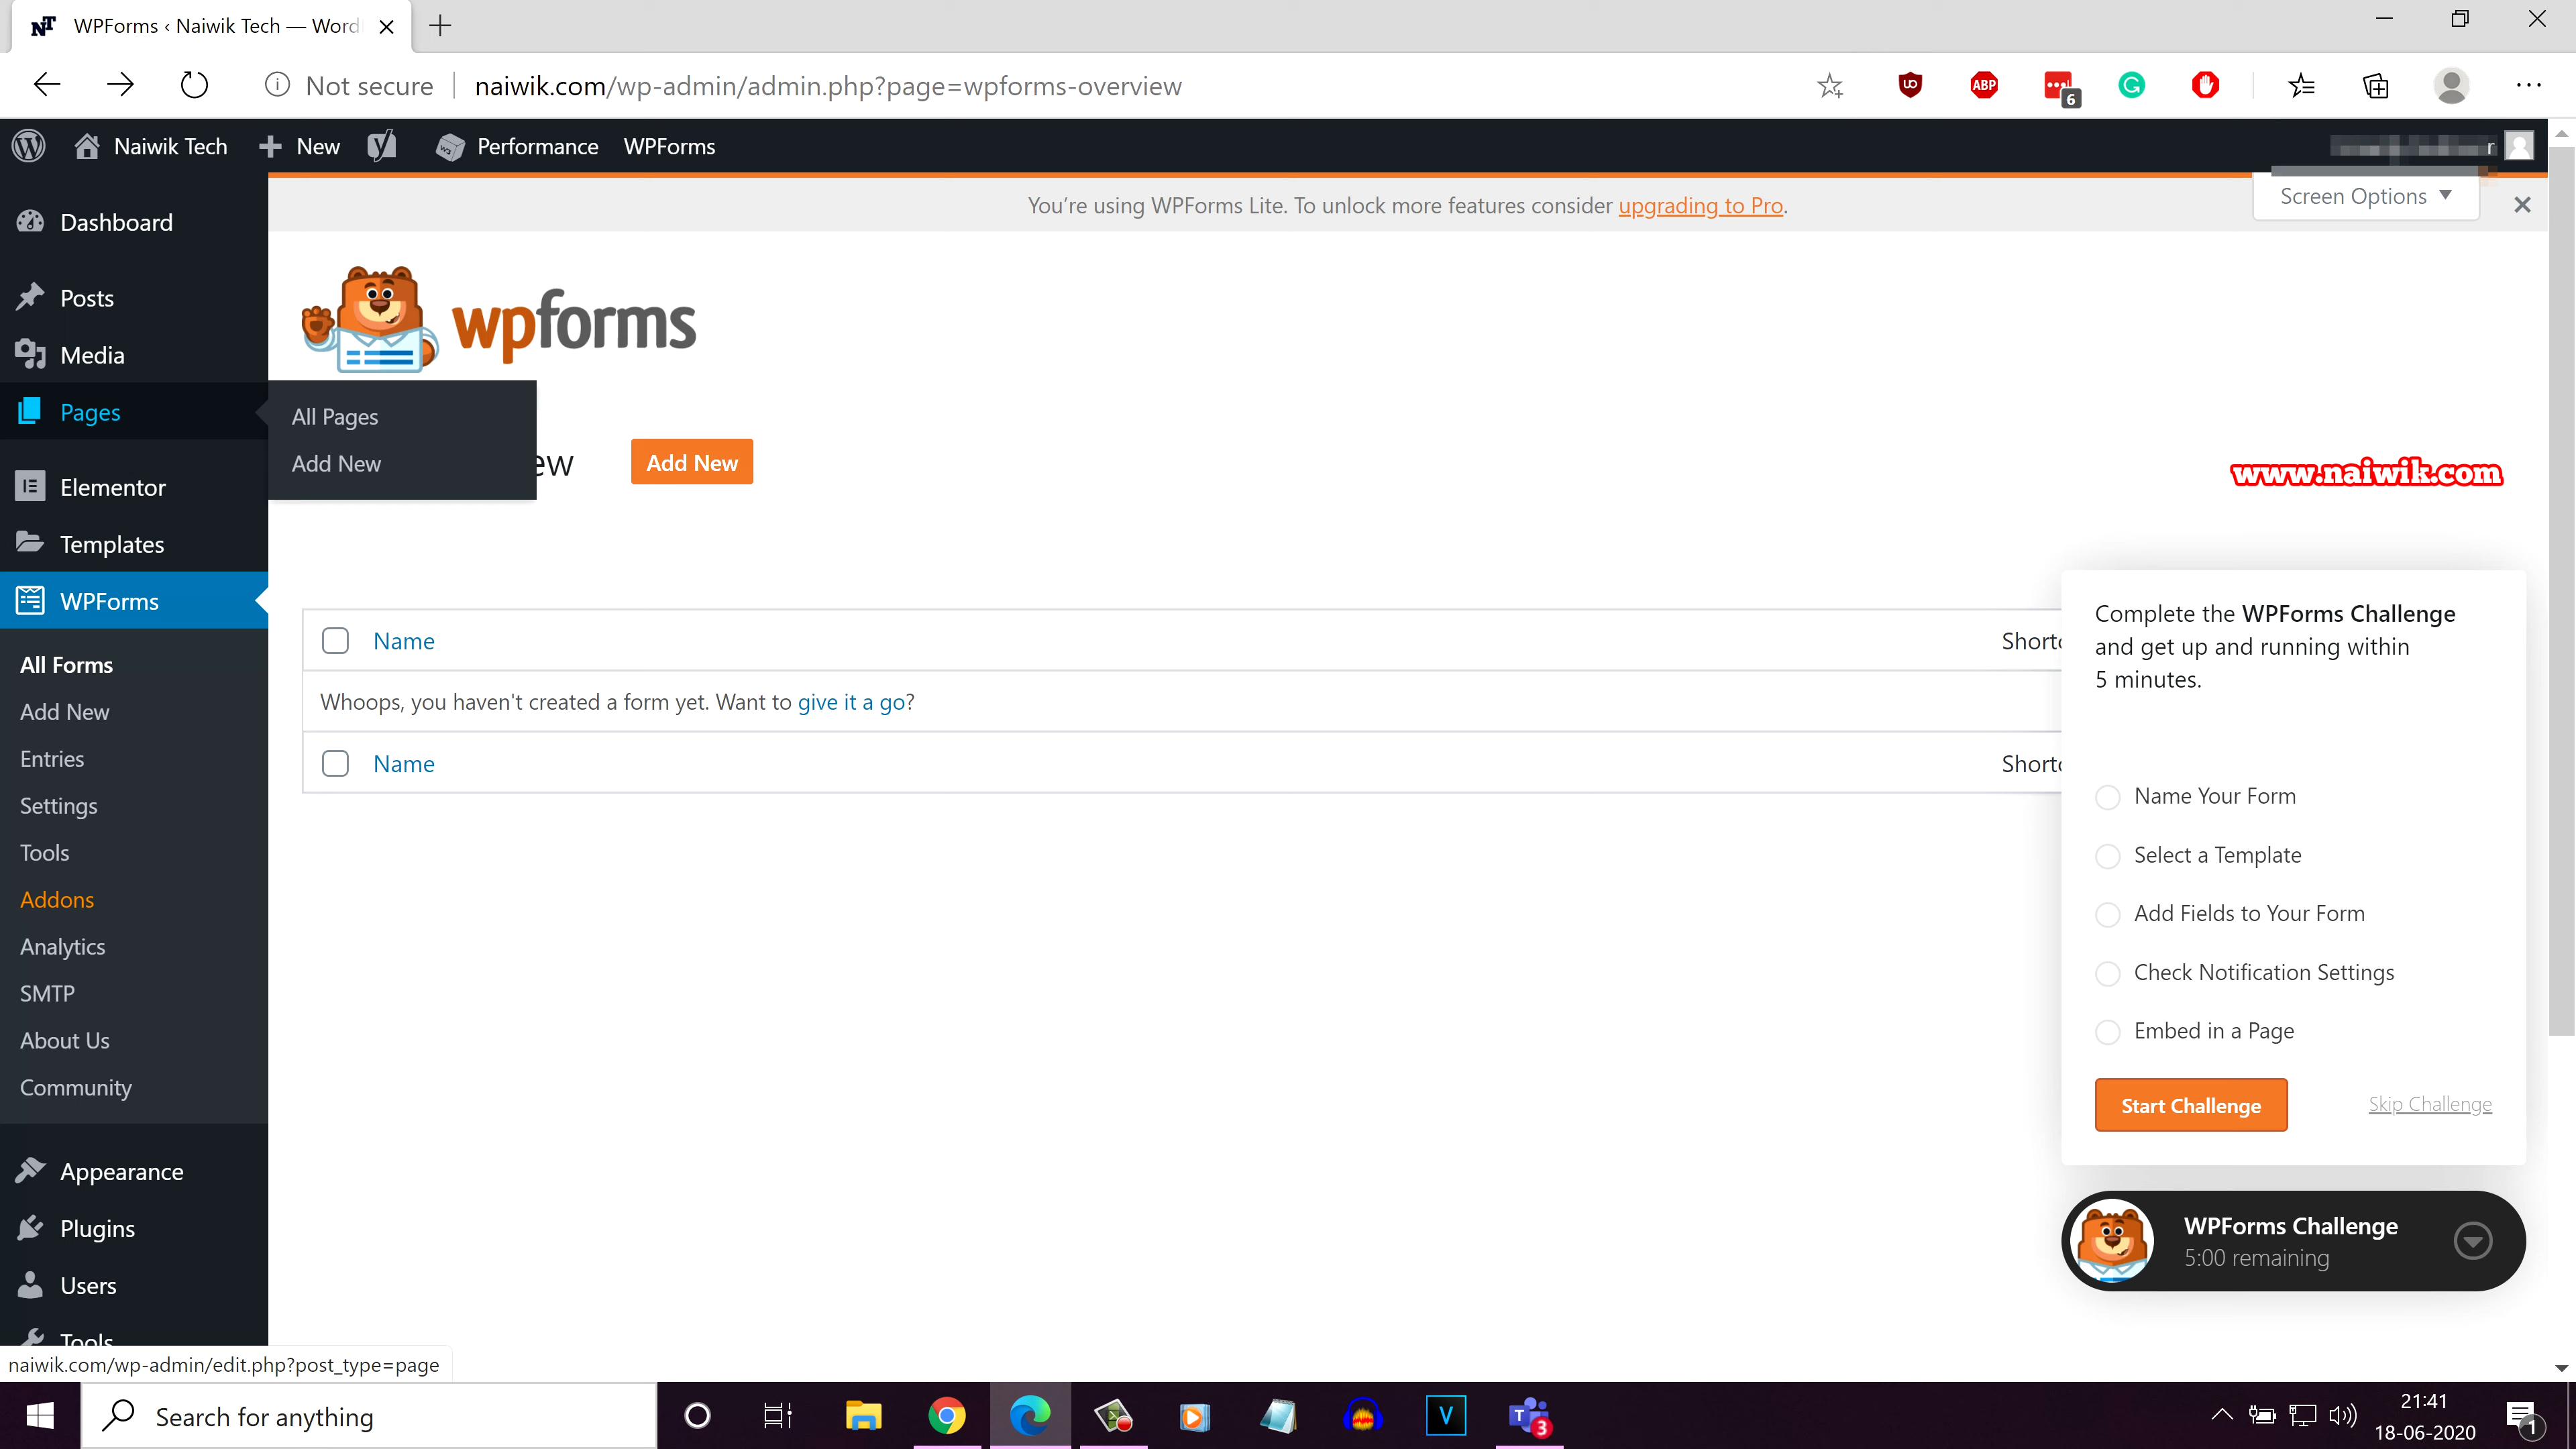 WPForms ‹ Naiwik Tech — Word
Not secure
naiwik.com/wp-admin/admin.php?page=wpforms-overview
ABP
6
Naiwik Tech
New
Performance
WPForms
r
Screen Options
You're using WPForms Lite. To unlock more features consider upgrading to Pro.
Dashboard
Posts
Media
Pages
All Pages
Add New
Elementor
Templates
WPForms
All Forms
Add New
Entries
Settings
Tools
Addons
Analytics
SMTP
About Us
Community
Appearance
Plugins
Users
Tools
wpforms
ew
Add New
www.naiwik.com
Name
Shortc
Whoops, you haven't created a form yet. Want to give it a go?
Name
Shortc
Complete the WPForms Challenge
and get up and running within
5 minutes.
Name Your Form
Select a Template
Add Fields to Your Form
Check Notification Settings
Embed in a Page
Start Challenge
Skip Challenge
WPForms Challenge
5:00 remaining
naiwik.com/wp-admin/edit.php?post_type=page
Search for anything
V
T
3
21:41
18-06-2020
1